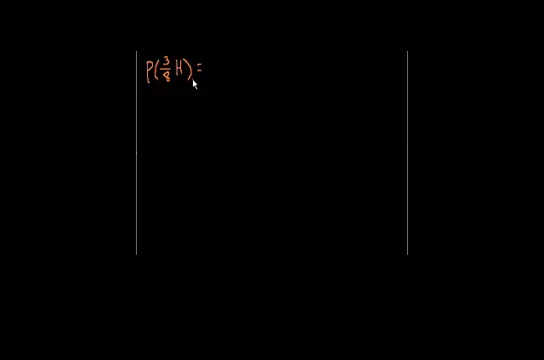 P(3/8 H) =